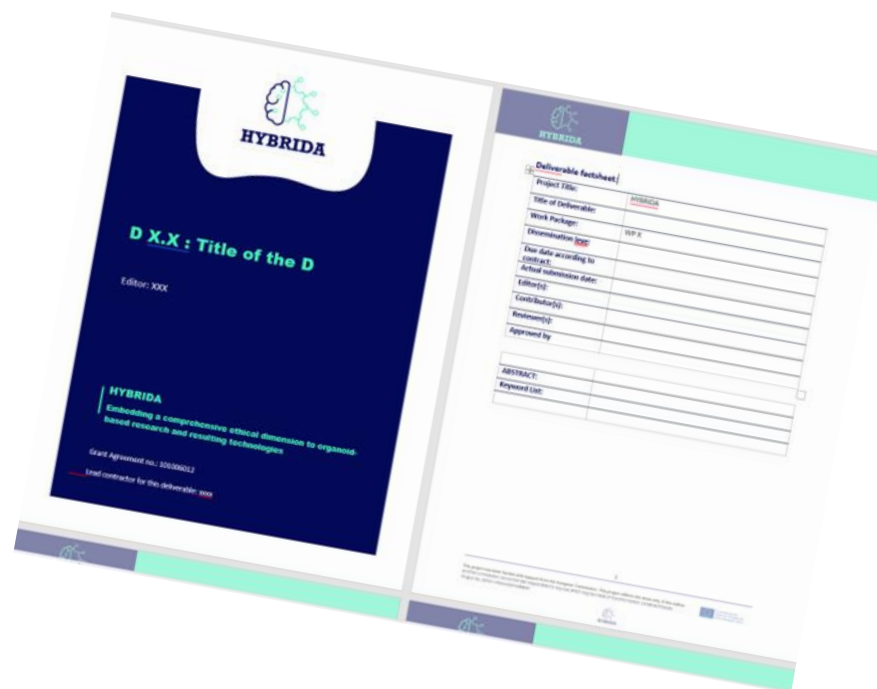 HYBRIDA
D X.X : Title of the D
Editor: XXX
HYBRIDA
Embedding a comprehensive ethical dimension to organoid-
based research and resulting technologies
Grant Agreement no.: 101006012
Lead contractor for this deliverable: xxxx
HYBRIDA
Deliverable factsheet:
Project Title: HYBRIDA
Title of Deliverable:
Work Package: WP X
Dissemination level:
Due date according to
contract:
Actual submission date:
Editor(s):
Contributor(s):
Reviewer(s):
Approved by
ABSTRACT:
Keyword List:
HYBRIDA